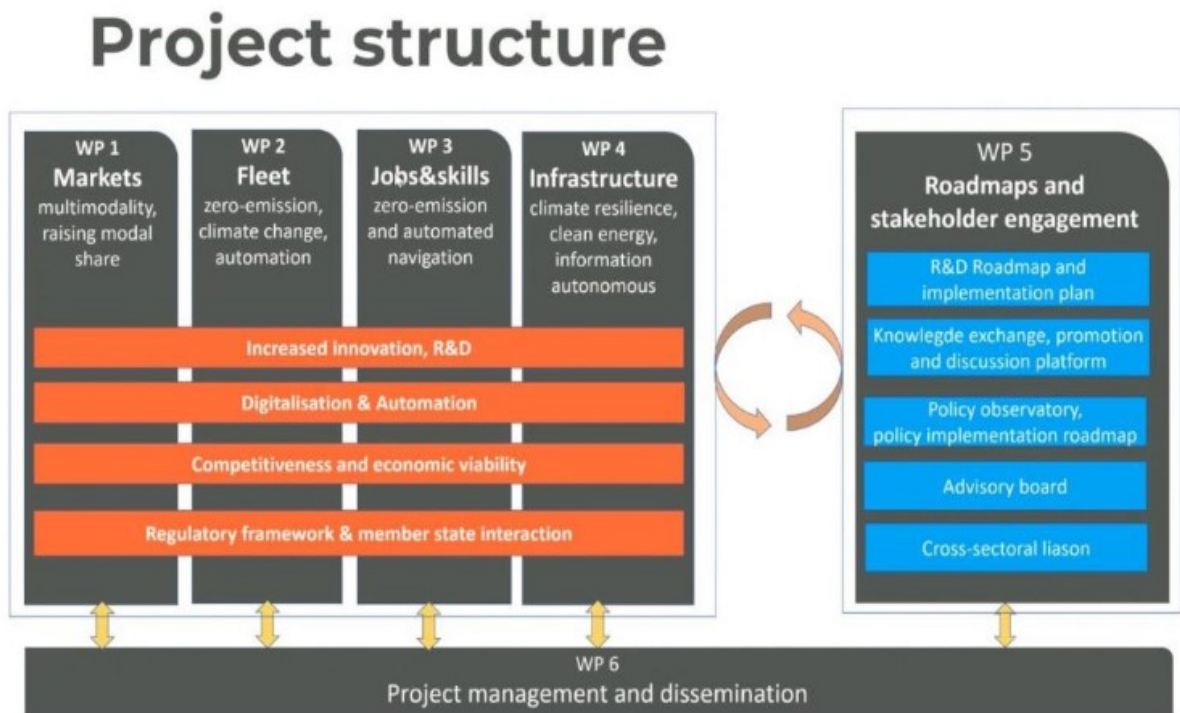 Project structure
WP 1
Markets
multimodality,
raising modal
share
WP 2
Fleet
zero-emission,
climate change,
automation
WP 3
Jobs&skills
zero-emission
and automated
navigation
WP 4
Infrastructure
climate resilience,
clean energy,
information
autonomous
Increased innovation, R&D
Digitalisation & Automation
Competitiveness and economic viability
Regulatory framework & member state interaction
WP 5
Roadmaps and
stakeholder engagement
R&D Roadmap and
implementation plan
Knowlegde exchange, promotion
and discussion platform
Policy observatory,
policy implementation roadmap
Advisory board
Cross-sectoral liason
WP 6
Project management and dissemination